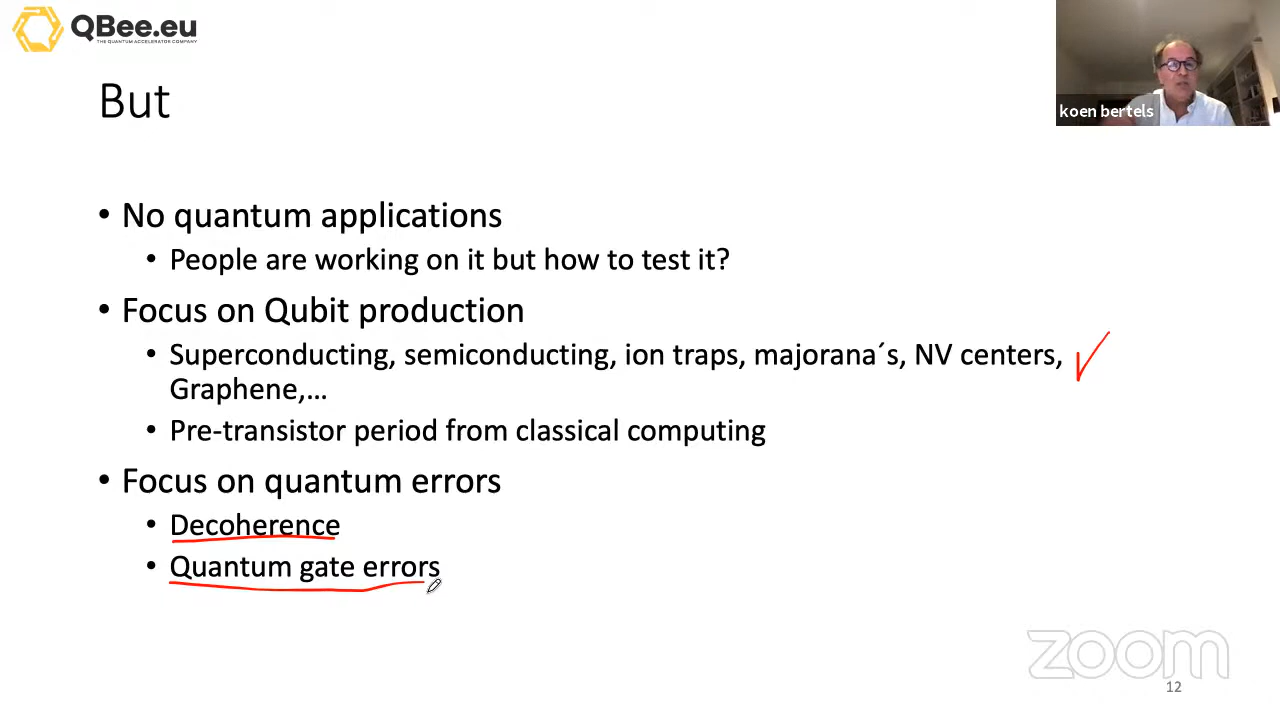 QBee.eu
THE QUANTUM ACCELERATOR COMPANY
koen bertels
But
• No quantum applications
• People are working on it but how to test it?
• Focus on Qubit production
• Superconducting, semiconducting, ion traps, majorana´s, NV centers,
Graphene,...
• Pre-transistor period from classical computing
• Focus on quantum errors
• Decoherence
• Quantum gate errors
zoom
12